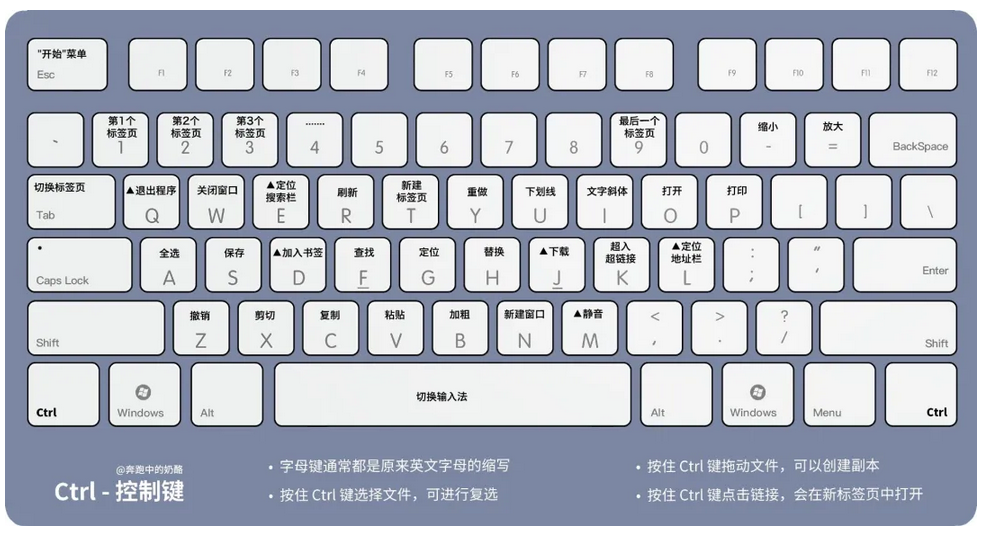 "开始"菜单
Esc
F1
F2
F3
F4
F5
F6
F7
F8
F9
F10
F11
F12
、
第1个
标签页
1
第2个
标签页
2
第3个
标签页
3
.......
4
5
6
7
8
最后一个
标签页
9
0
缩小
-
放大
=
BackSpace
切换标签页
Tab
▲退出程序
Q
关闭窗口
W
▲定位
搜索栏
E
刷新
R
新建
标签页
T
重做
Y
下划线
U
文字斜体
I
打开
O
打印
P
[
]
\
•
Caps Lock
全选
A
保存
S
▲加入书签
D
查找
F
定位
G
替换
H
▲下载
J
超入
超链接
K
▲定位
地址栏
L
:
;
"
,
Enter
Shift
撤销
Z
剪切
X
复制
C
粘贴
V
加粗
B
新建窗口
N
▲静音
M
<
,
>
.
?
/
Shift
Ctrl
Windows
Alt
切换输入法
Alt
Windows
Menu
Ctrl
@奔跑中的奶酪
Ctrl - 控制键
• 字母键通常都是原来英文字母的缩写
• 按住 Ctrl 键选择文件，可进行复选
• 按住 Ctrl 键拖动文件，可以创建副本
• 按住 Ctrl 键点击链接，会在新标签页中打开